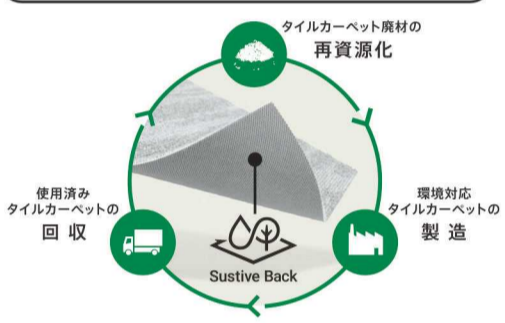 タイルカーペット廃材の
再資源化
使用済み
タイルカーペットの
回収
環境対応
タイルカーペットの
製造
Sustive Back